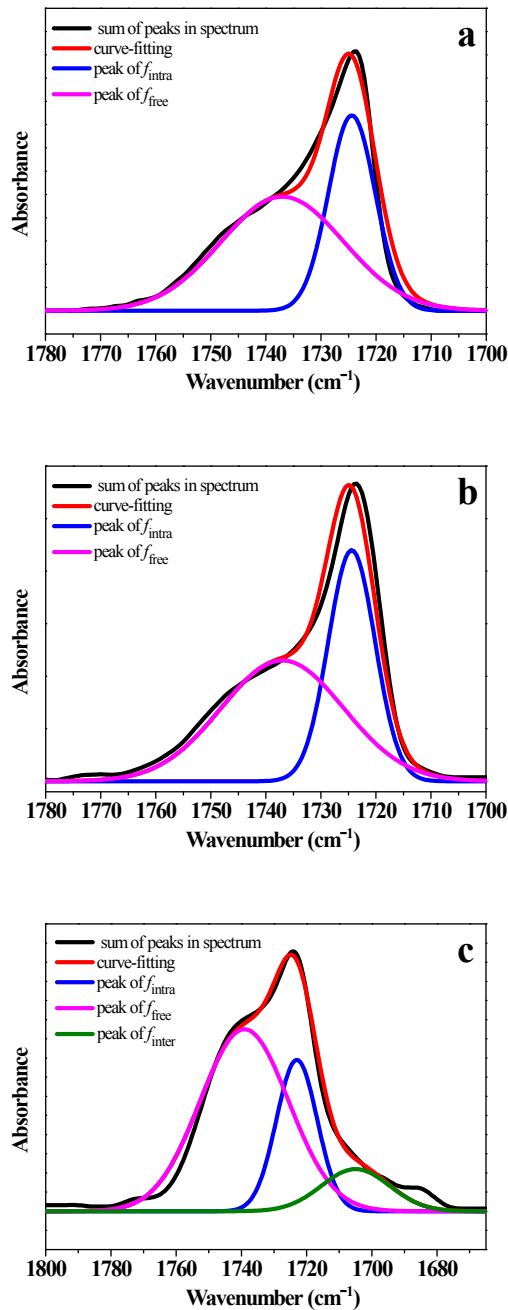 a
sum of peaks in spectrum
curve-fitting
peak of fintra
peak of ffree
Absorbance
1780 1770 1760 1750 1740 1730 1720 1710 1700
Wavenumber (cm⁻¹)
b
sum of peaks in spectrum
curve-fitting
peak of fintra
peak of ffree
Absorbance
1780 1770 1760 1750 1740 1730 1720 1710 1700
Wavenumber (cm⁻¹)
c
sum of peaks in spectrum
curve-fitting
peak of fintra
peak of ffree
peak of finter
Absorbance
1800 1780 1760 1740 1720 1700 1680
Wavenumber (cm⁻¹)